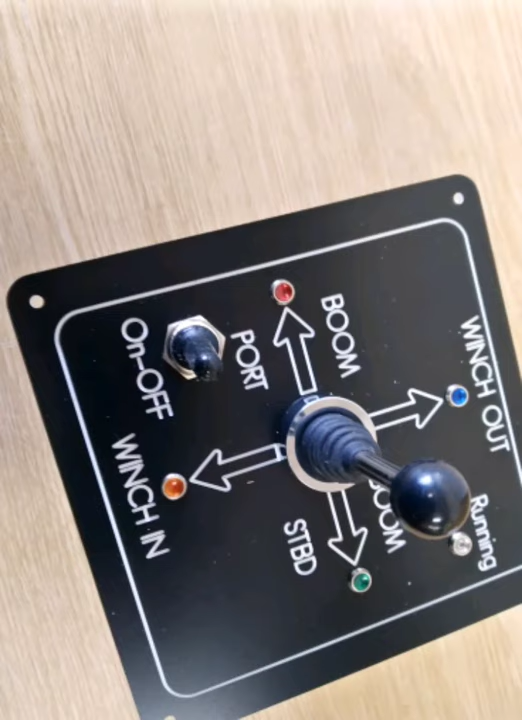 WINCH OUT
Running
BOOM
PORT
BOOM
STBD
On-OFF
WINCH IN